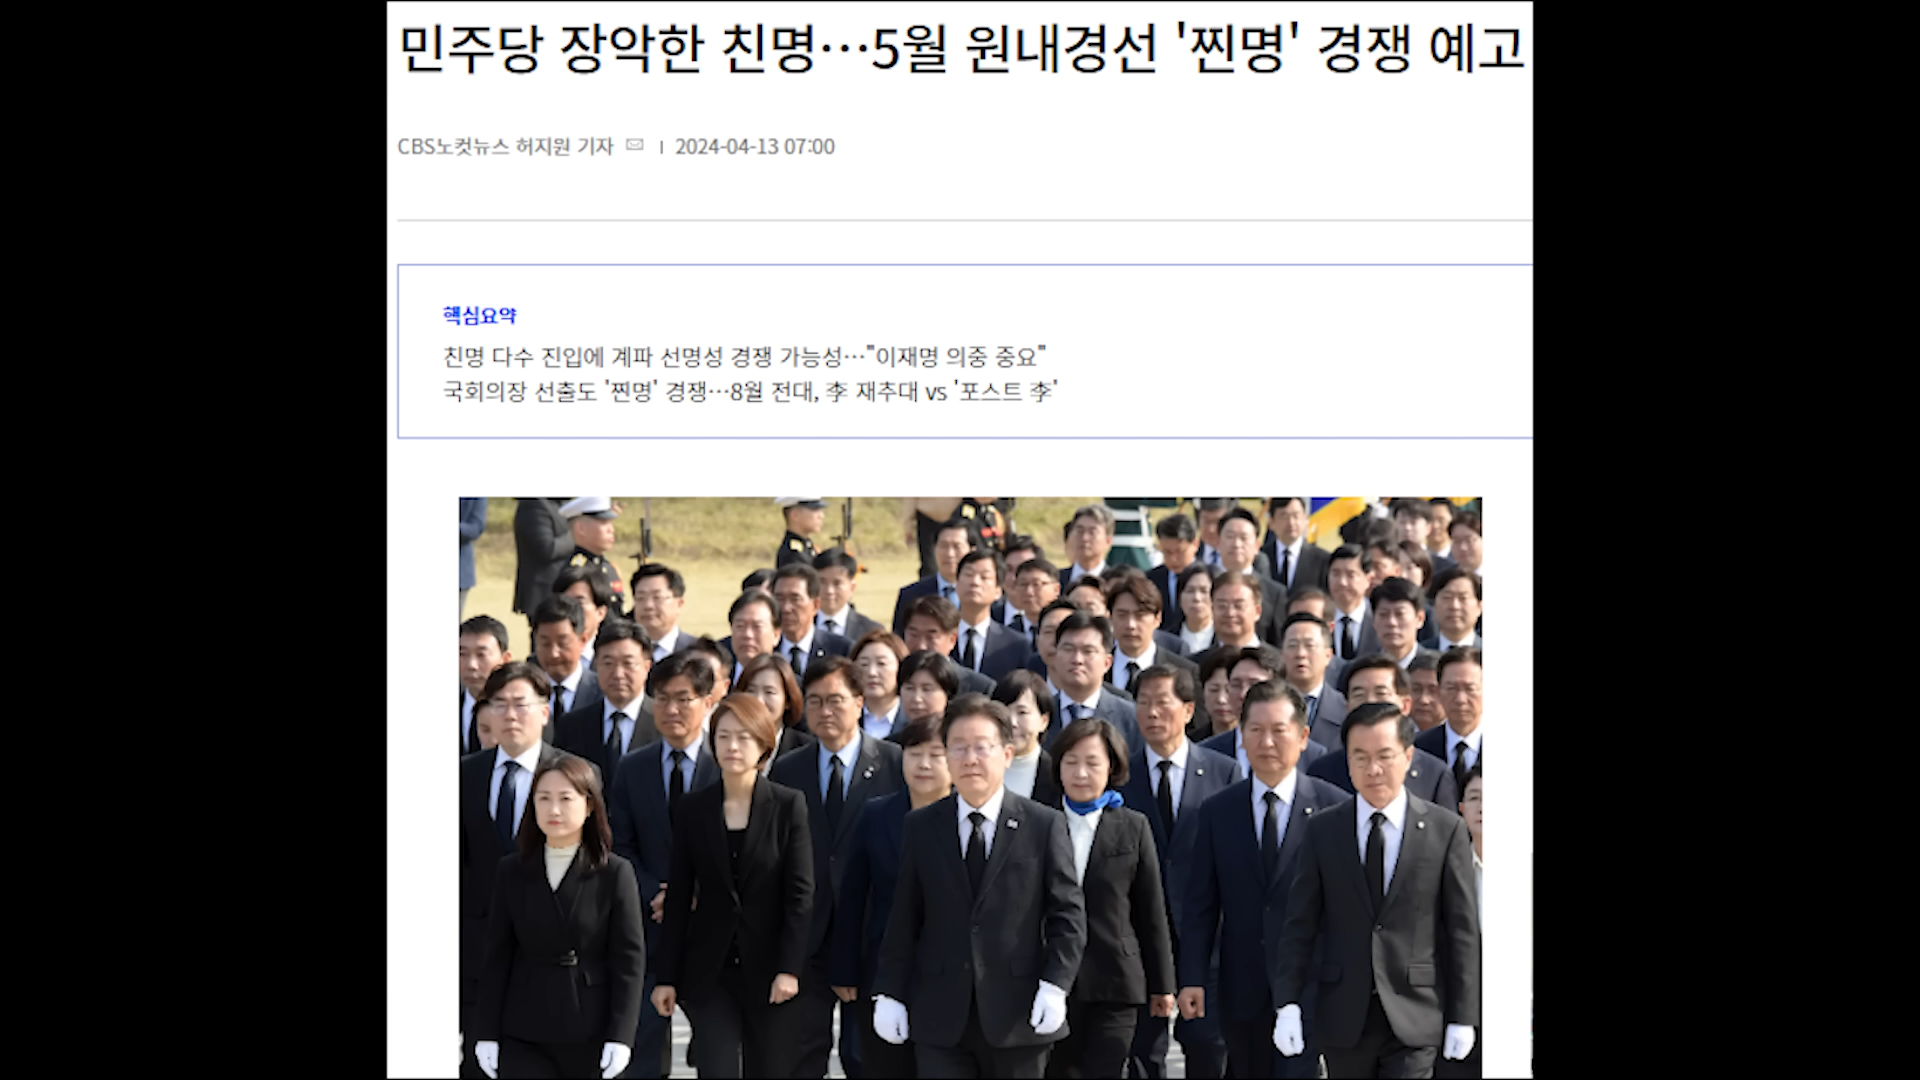 민주당 장악한 친명…5월 원내경선 '찐명' 경쟁 예고
CBS노컷뉴스 허지원 기자 2024-04-13 07:00
핵심요약
친명 다수 진입에 계파 선명성 경쟁 가능성…"이재명 의중 중요"
국회의장 선출도 '찐명' 경쟁…8월 전대, 李 재추대 vs '포스트 李'